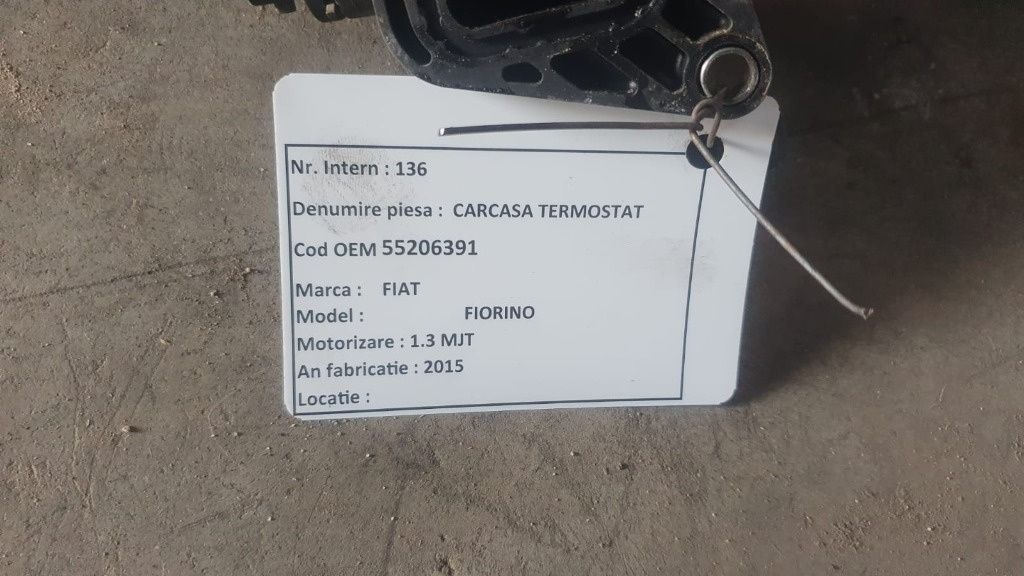 Nr. Intern : 136
Denumire piesa : CARCASA TERMOSTAT
Cod OEM 55206391
Marca : FIAT
Model : FIORINO
Motorizare : 1.3 MJT
An fabricatie : 2015
Locatie :